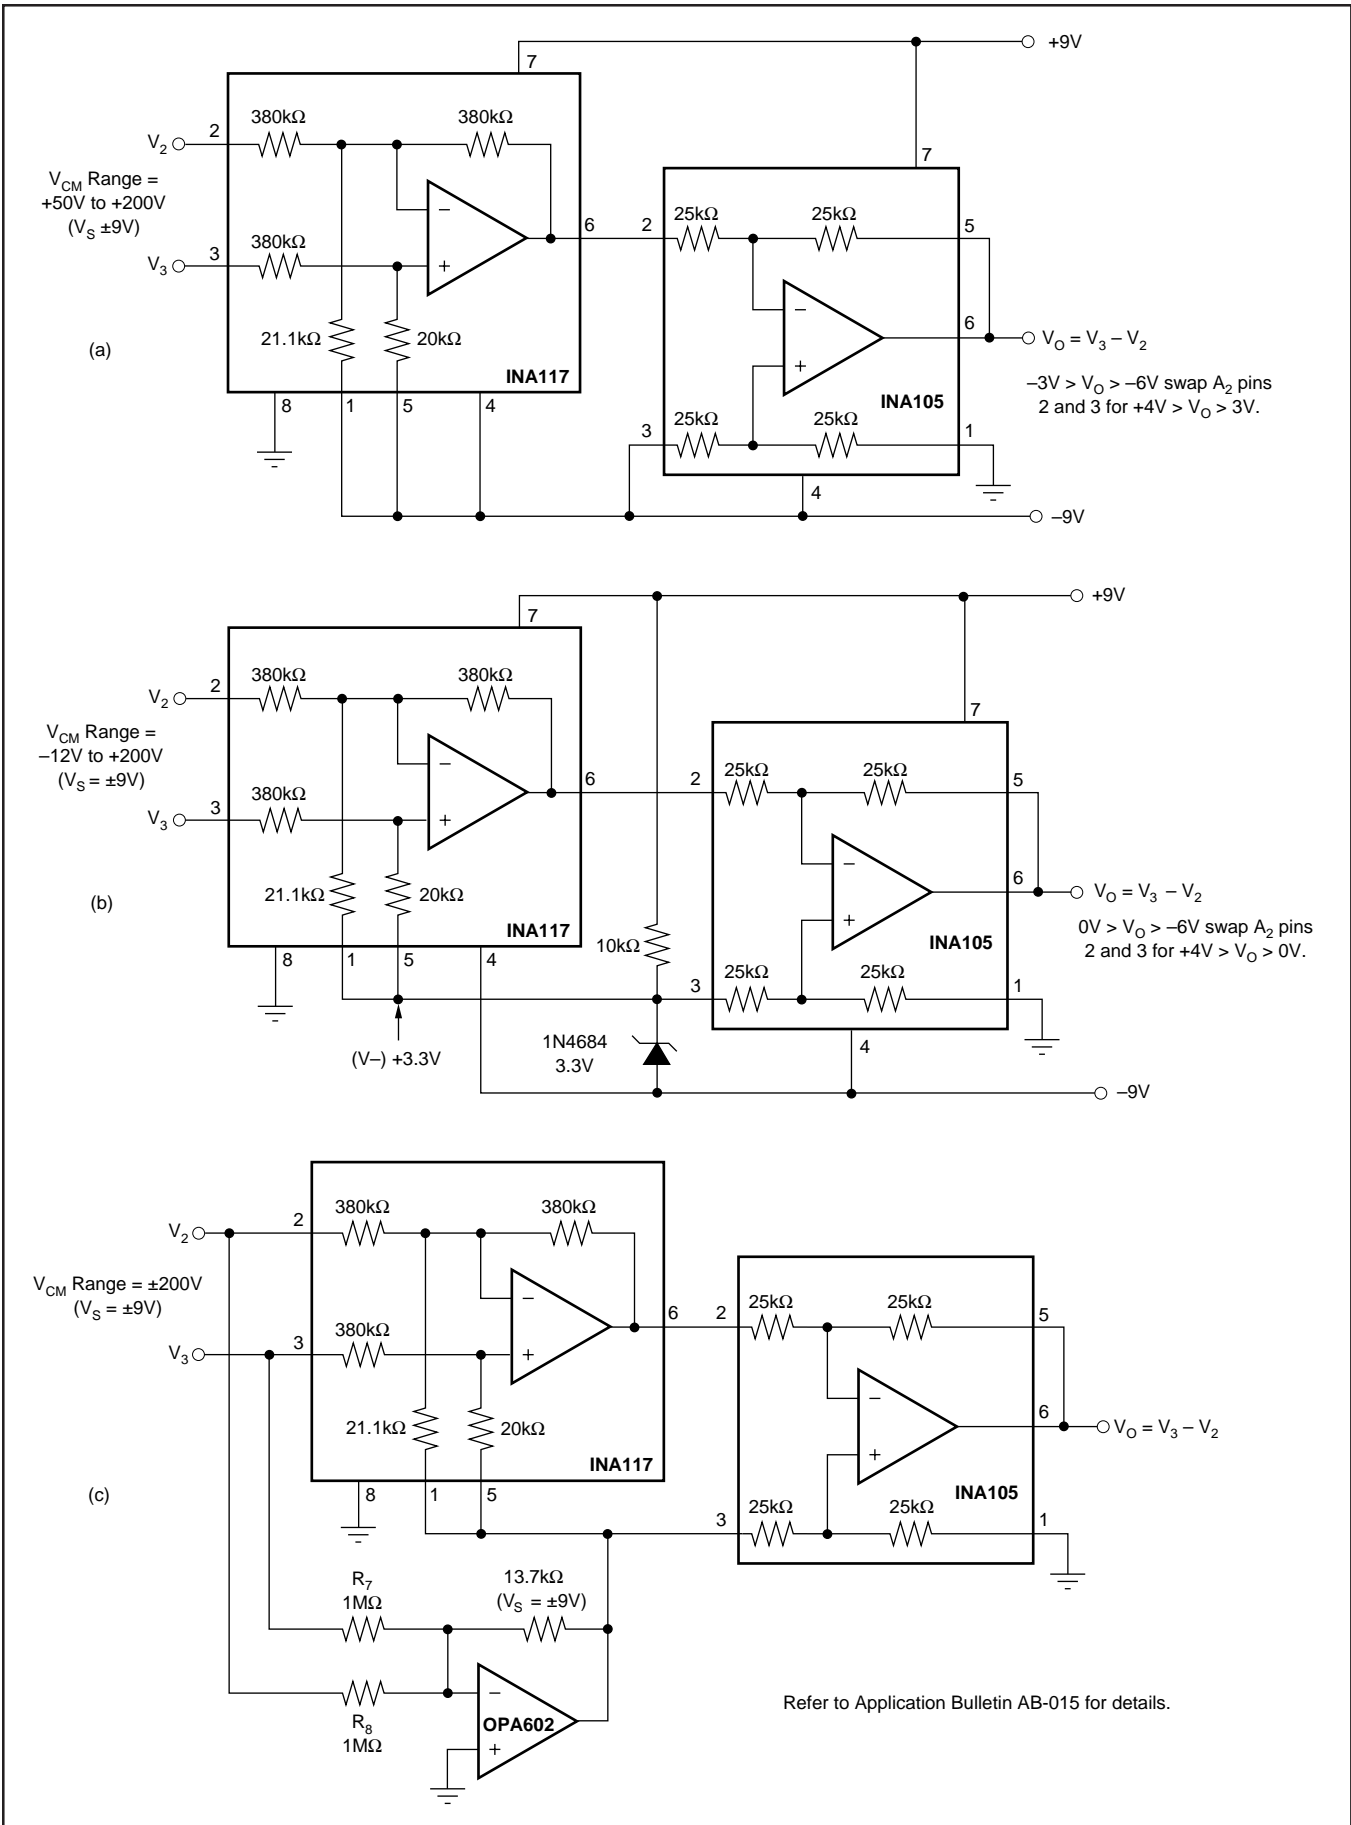 +9V
7
380kΩ
380kΩ
2
V2
VCM Range =
+50V to +200V
(VS ±9V)
380kΩ
3
V3
–
+
6
21.1kΩ
20kΩ
INA117
8
1
5
4
(a)
7
2
25kΩ
25kΩ
5
–
+
6
VO = V3 – V2
–3V > VO > –6V swap A2 pins
2 and 3 for +4V > VO > 3V.
INA105
3
25kΩ
25kΩ
1
4
–9V
+9V
7
380kΩ
380kΩ
2
V2
VCM Range =
–12V to +200V
(VS = ±9V)
380kΩ
3
V3
–
+
6
21.1kΩ
20kΩ
INA117
8
1
5
4
(b)
(V–) +3.3V
10kΩ
1N4684
3.3V
7
2
25kΩ
25kΩ
5
–
+
6
VO = V3 – V2
0V > VO > –6V swap A2 pins
2 and 3 for +4V > VO > 0V.
INA105
3
25kΩ
25kΩ
1
4
–9V
380kΩ
380kΩ
2
V2
VCM Range = ±200V
(VS = ±9V)
380kΩ
3
V3
–
+
6
21.1kΩ
20kΩ
INA117
8
1
5
(c)
2
25kΩ
25kΩ
5
–
+
6
VO = V3 – V2
INA105
3
25kΩ
25kΩ
1
R7
1MΩ
13.7kΩ
(VS = ±9V)
R8
1MΩ
–
OPA602
+
Refer to Application Bulletin AB-015 for details.